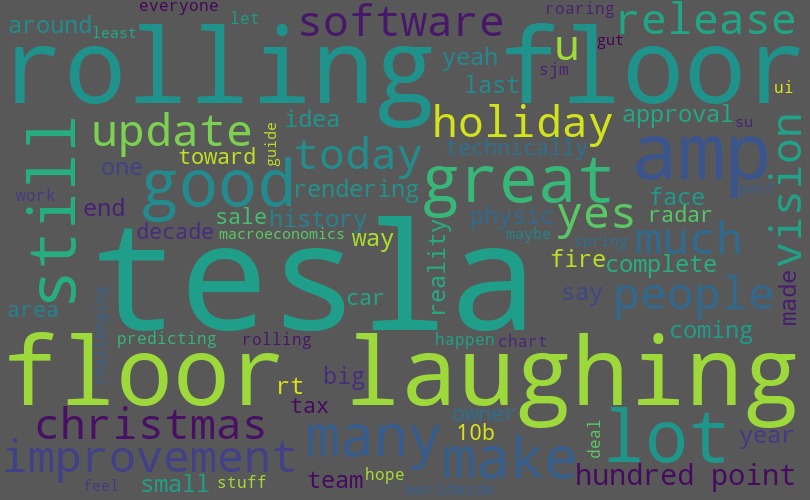 everyone let roaring
around least software yeah u gut release
rolling floor
sjm last ui
update idea holiday approval su
one toward guide today technically amp vision
still good rendering great face
work end sale history physic yes radar much
decade macroeconomics way maybe spring fire complete
tesla reality say people made
area car
predicting rolling happen chart coming
floor laughing
rt big
christmas tax owner 10b deal lot year
improvement many make
feel small stuff team hope worldwide hundred point